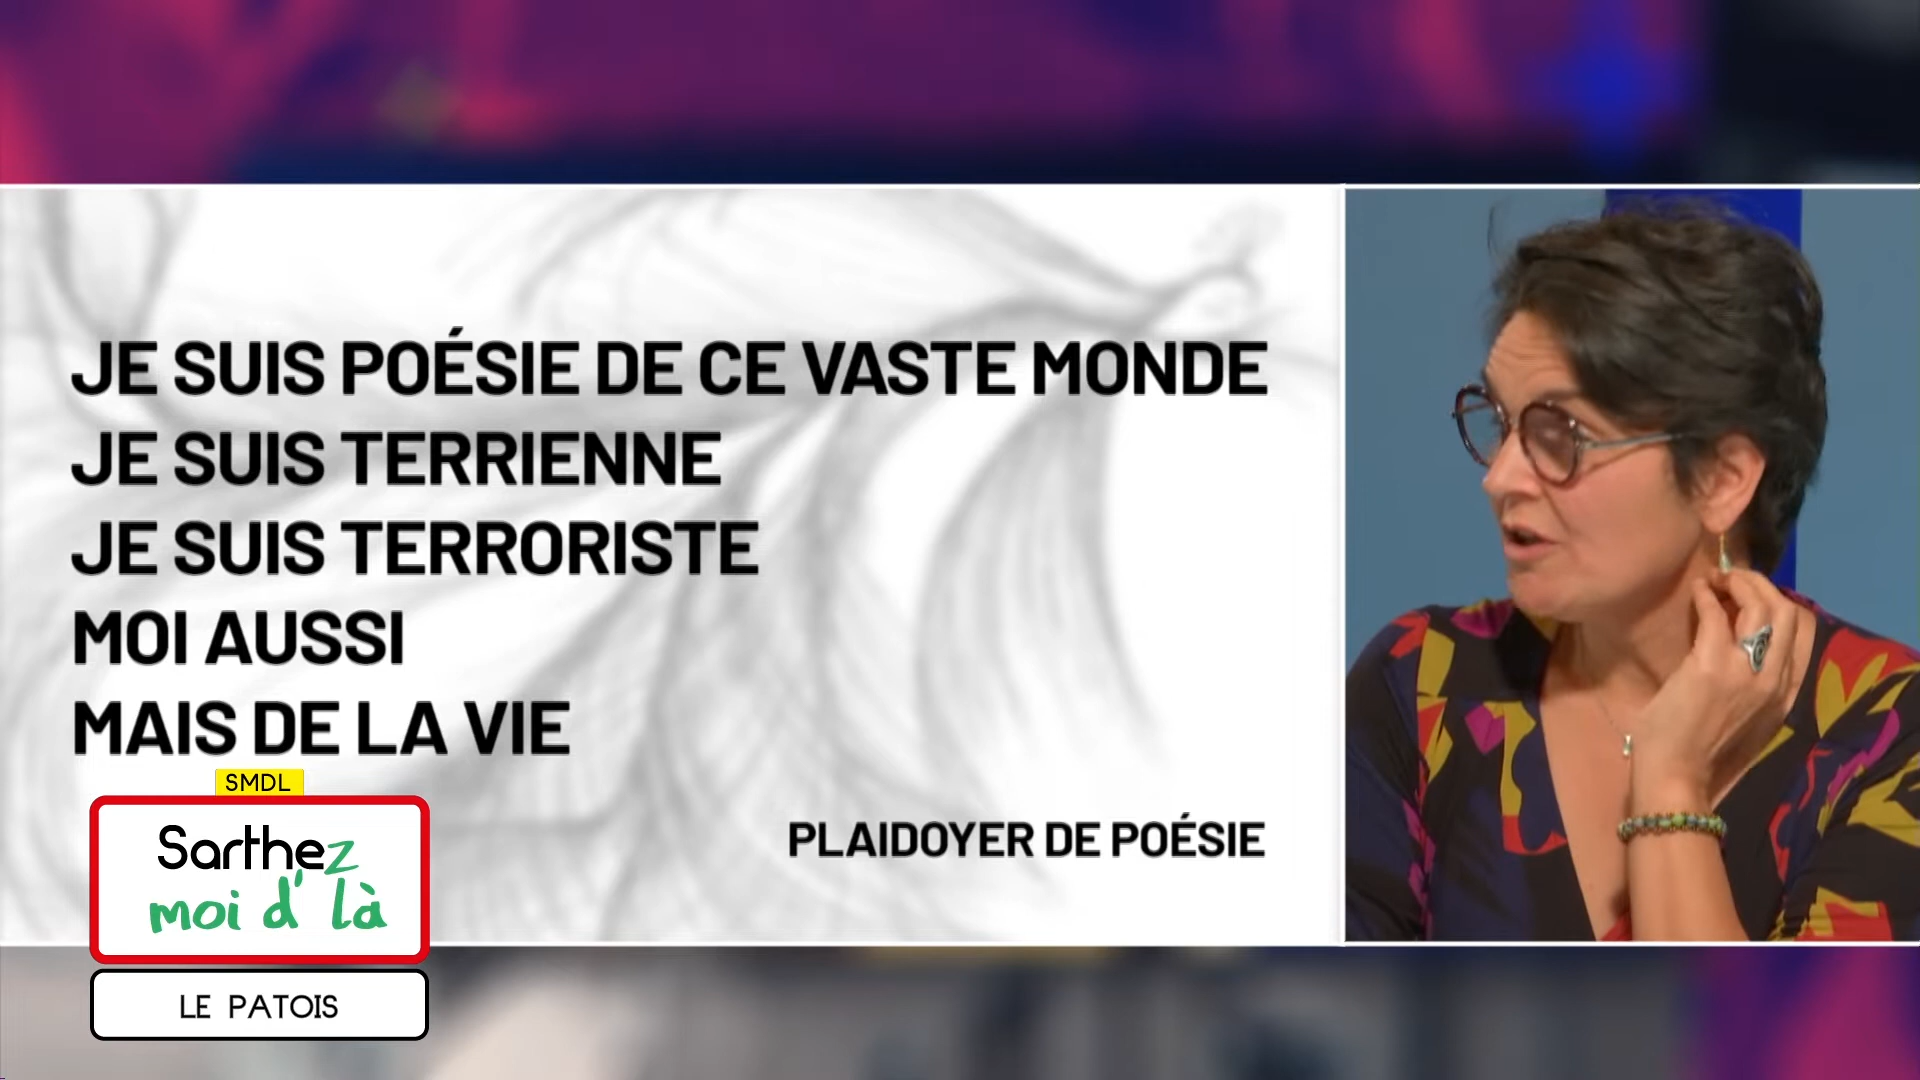 JE SUIS POÉSIE DE CE VASTE MONDE
JE SUIS TERRIENNE
JE SUIS TERRORISTE
MOI AUSSI
MAIS DE LA VIE
PLAIDOYER DE POÉSIE
SMDL
Sarthez
moi d'là
LE PATOIS